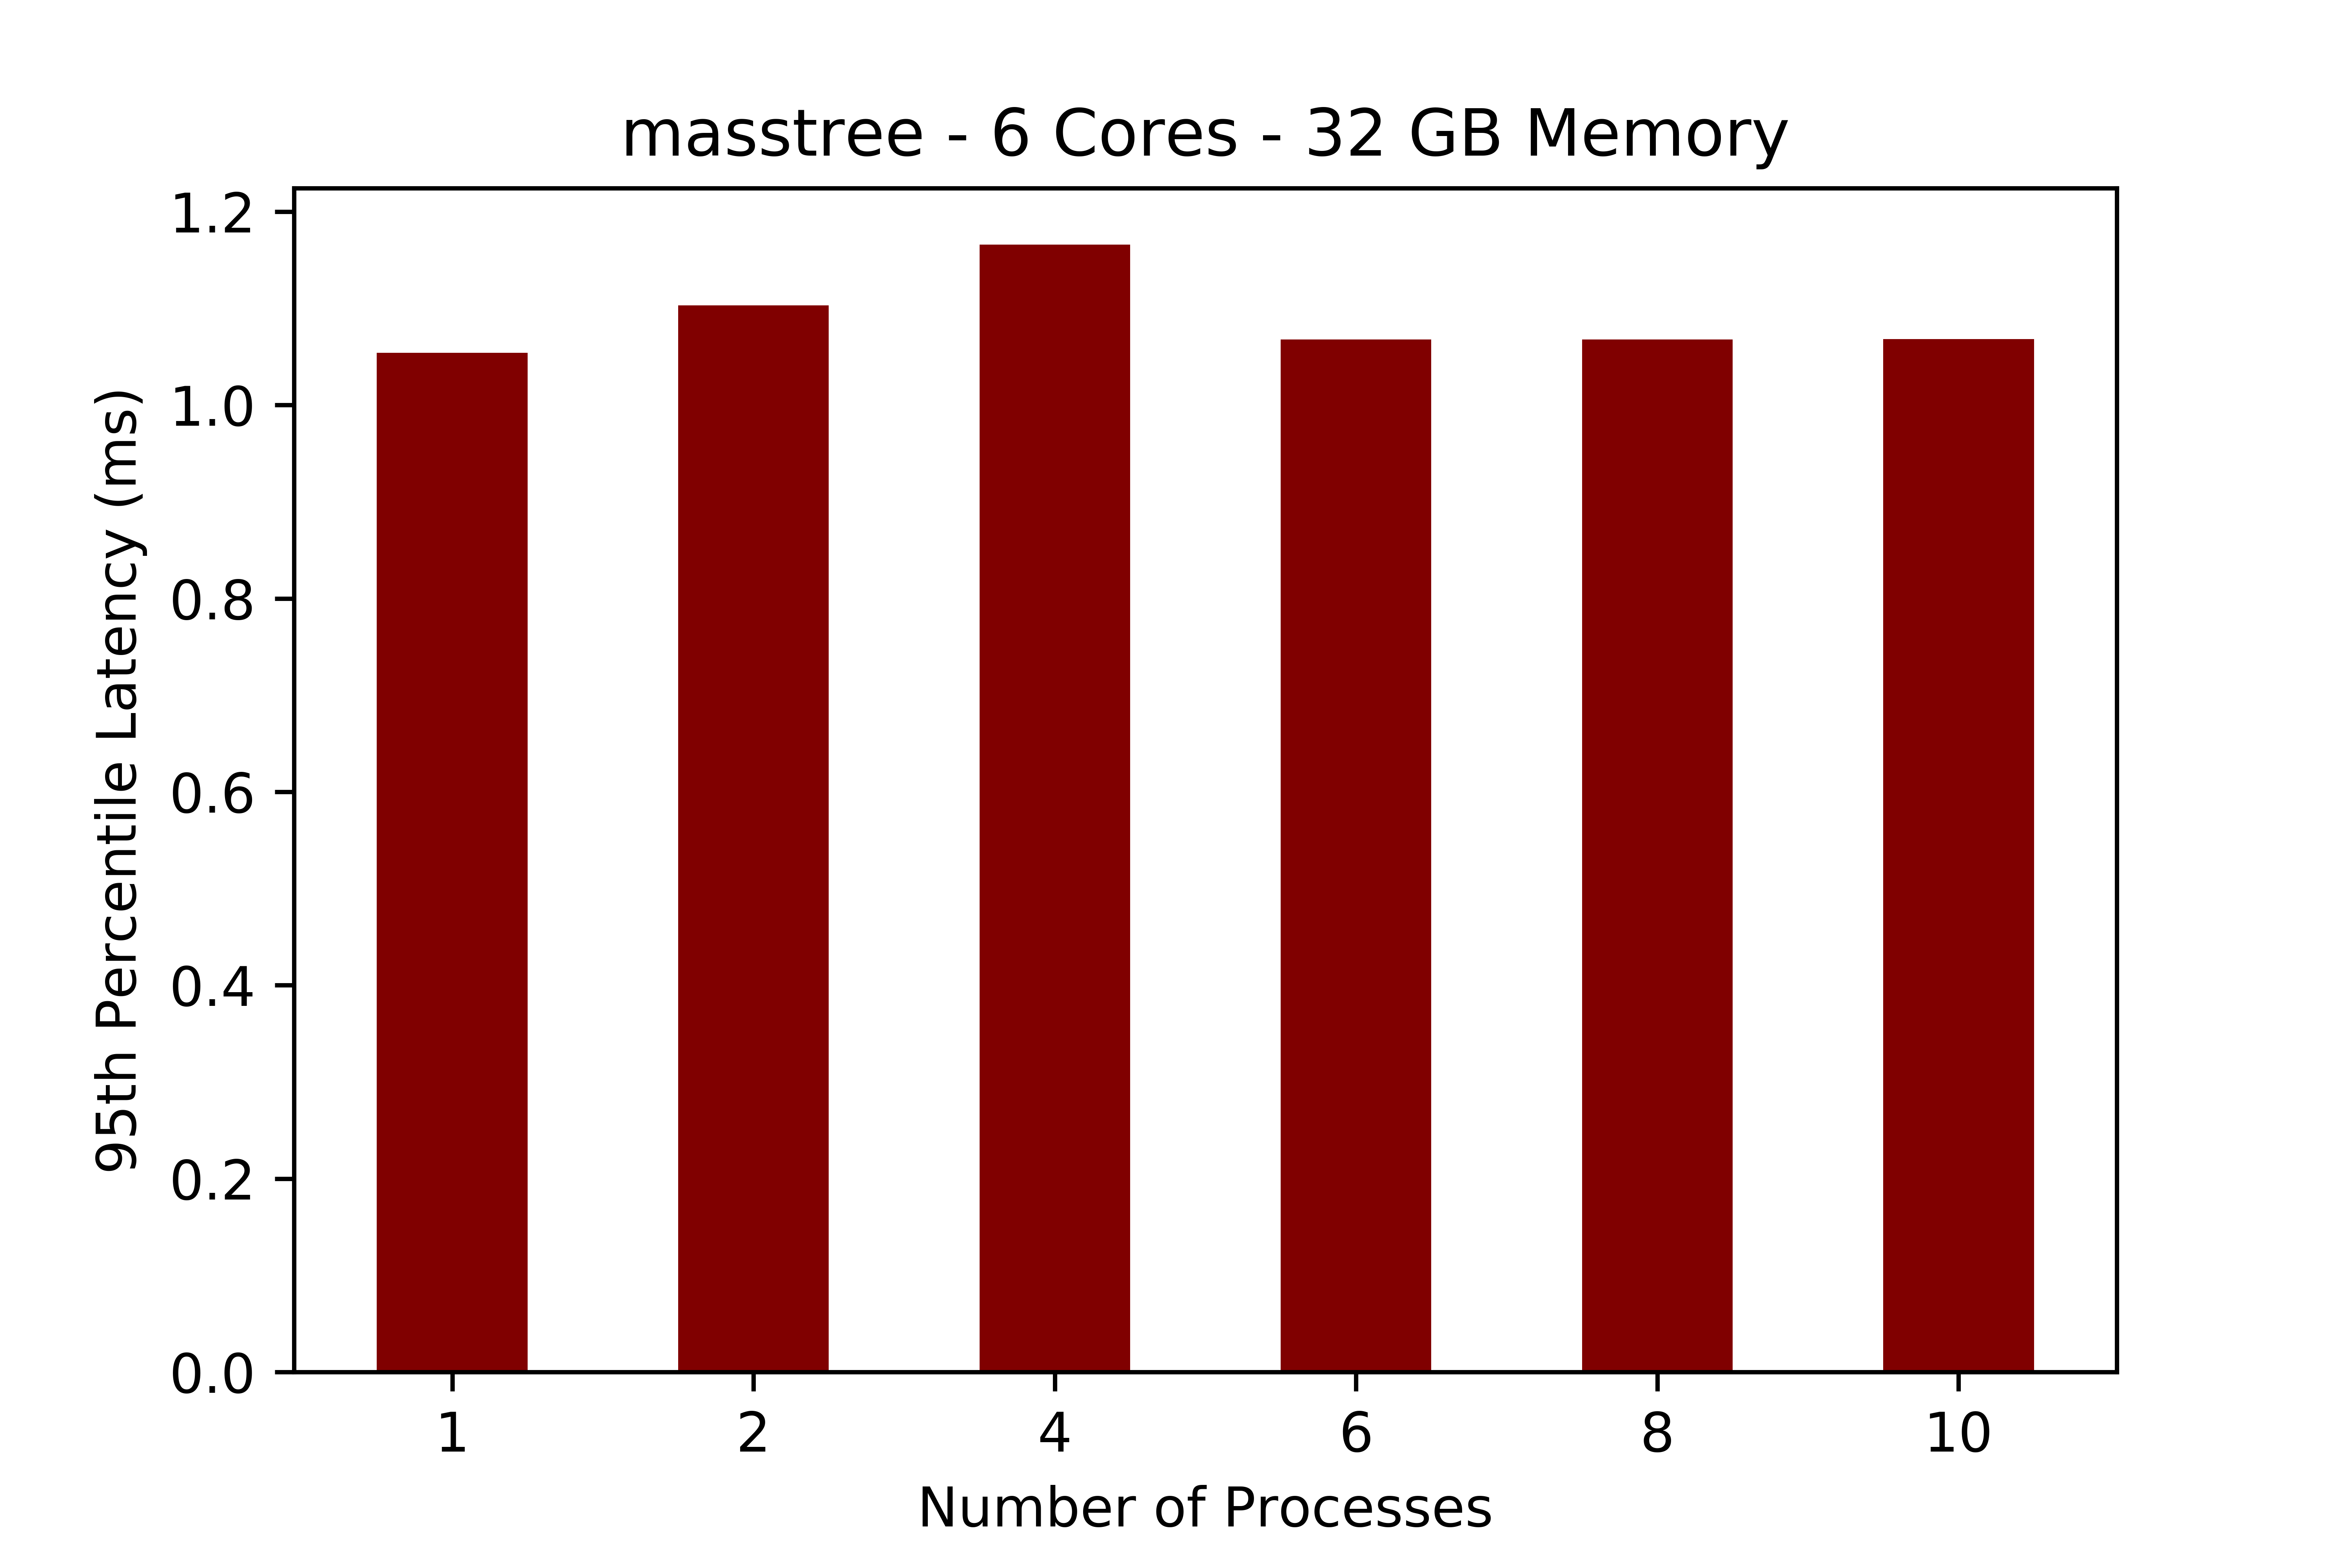 masstree - 6 Cores - 32 GB Memory
1.2
1.0
0.8
0.6
0.4
0.2
0.0
95th Percentile Latency (ms)
1 2 4 6 8 10
Number of Processes